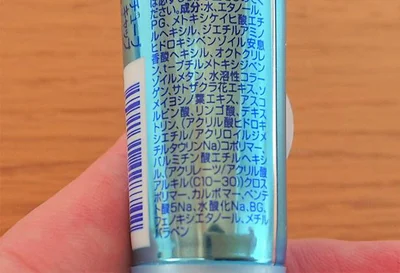 ださい。成分:水、エタノール、
PG、メトキシケイヒ酸エチル
ヘキシル、ジエチルアミノ
ヒドロキシベンゾイル安息
香酸ヘキシル、オクトクリレ
ン、t-ブチルメトキシジベン
ゾイルメタン、水溶性コラー
ゲン、サトザクラ花エキス、ソ
メイヨシノ葉エキス、アスコ
ルビン酸、リンゴ酸、デキス
トリン、(アクリル酸ヒドロキ
シエチル/アクリロイルジメ
チルタウリンNa)コポリマー、
パルミチン酸エチルヘキシ
ル、(アクリレーツ/アクリル酸
アルキル(C10-30))クロス
ポリマー、カルボマー、ペンテ
ト酸5Na、水酸化Na、BG、
フェノキシエタノール、メチル
パラベン